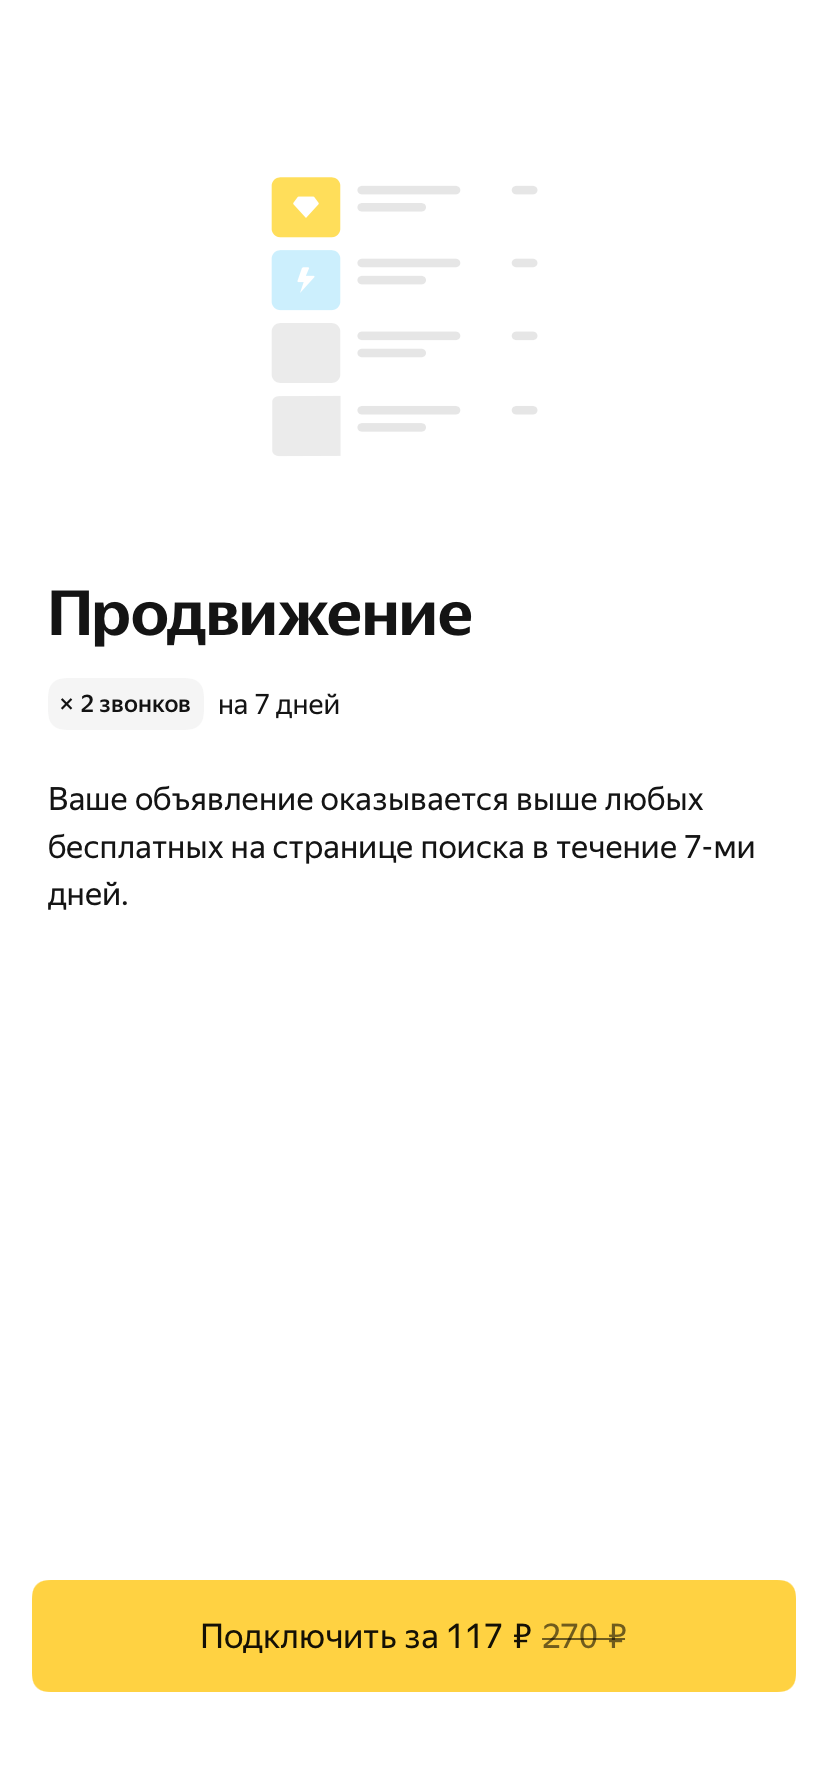 Продвижение
× 2 звонков на 7 дней
Ваше объявление оказывается выше любых
бесплатных на странице поиска в течение 7-ми
дней.
Подключить за 117 ₽ 270 ₽